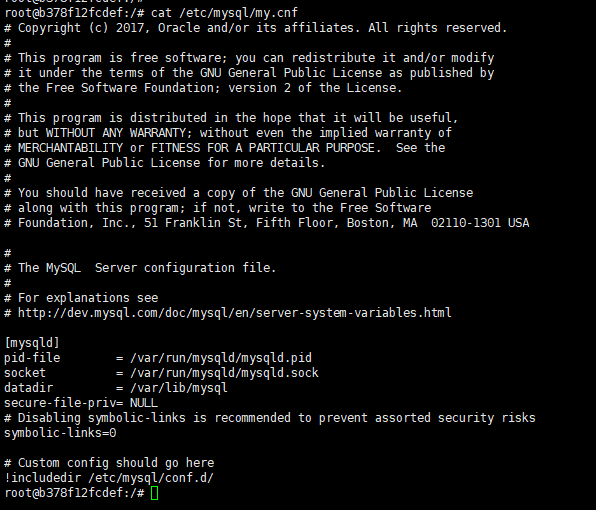 root@b378f12fcdef:/#
root@b378f12fcdef:/# cat /etc/mysql/my.cnf
# Copyright (c) 2017, Oracle and/or its affiliates. All rights reserved.
#
# This program is free software; you can redistribute it and/or modify
# it under the terms of the GNU General Public License as published by
# the Free Software Foundation; version 2 of the License.
#
# This program is distributed in the hope that it will be useful,
# but WITHOUT ANY WARRANTY; without even the implied warranty of
# MERCHANTABILITY or FITNESS FOR A PARTICULAR PURPOSE.  See the
# GNU General Public License for more details.
#
# You should have received a copy of the GNU General Public License
# along with this program; if not, write to the Free Software
# Foundation, Inc., 51 Franklin St, Fifth Floor, Boston, MA  02110-1301 USA

#
# The MySQL  Server configuration file.
#
# For explanations see
# http://dev.mysql.com/doc/mysql/en/server-system-variables.html

[mysqld]
pid-file        = /var/run/mysqld/mysqld.pid
socket          = /var/run/mysqld/mysqld.sock
datadir         = /var/lib/mysql
secure-file-priv= NULL
# Disabling symbolic-links is recommended to prevent assorted security risks
symbolic-links=0

# Custom config should go here
!includedir /etc/mysql/conf.d/
root@b378f12fcdef:/#